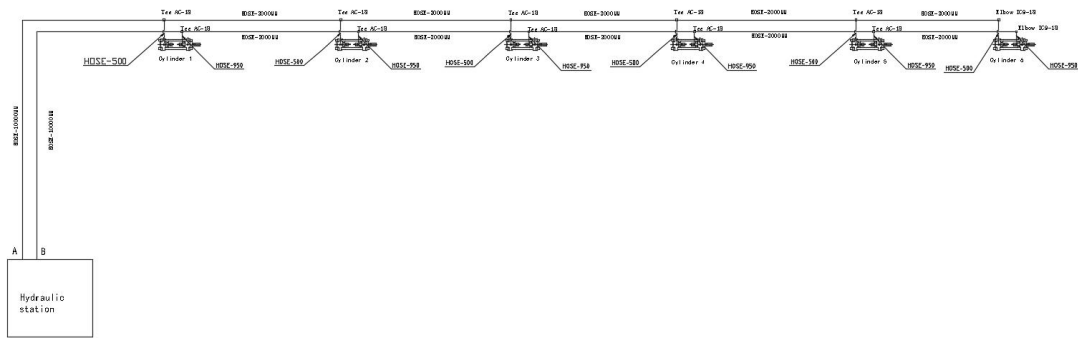 Tee AC-18 HOSE-2000MM Tee AC-18 HOSE-2000MM Tee AC-18 HOSE-2000MM Tee AC-18 HOSE-2000MM Tee AC-18 HOSE-2000MM Elbow 1C9-18
Tee AC-18 HOSE-2000MM Tee AC-18 HOSE-2000MM Tee AC-18 HOSE-2000MM Tee AC-18 HOSE-2000MM Tee AC-18 HOSE-2000MM Elbow 1C9-18
HOSE-500 Cylinder 1 HOSE-950 HOSE-500 Cylinder 2 HOSE-950 HOSE-500 Cylinder 3 HOSE-950 HOSE-500 Cylinder 4 HOSE-950 HOSE-500 Cylinder 5 HOSE-950 HOSE-500 Cylinder 6 HOSE-950
HOSE-10000MM
HOSE-10000MM
A B
Hydraulic
station